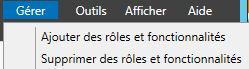 Gérer Outils Afficher Aide
Ajouter des rôles et fonctionnalités
Supprimer des rôles et fonctionnalités